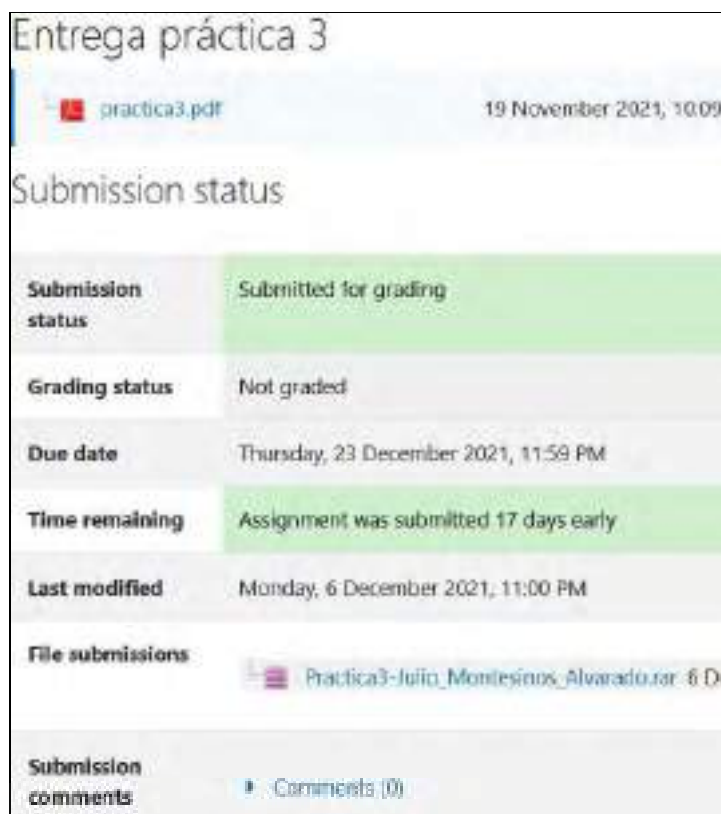 Entrega práctica 3
practica3.pdf 19 November 2021, 10:09
Submission status
Submission status Submitted for grading
Grading status Not graded
Due date Thursday, 23 December 2021, 11:59 PM
Time remaining Assignment was submitted 17 days early
Last modified Monday, 6 December 2021, 11:00 PM
File submissions Practica3-Julio_Montesinos_Alvarado.rar 6 D
Submission comments Comments (0)